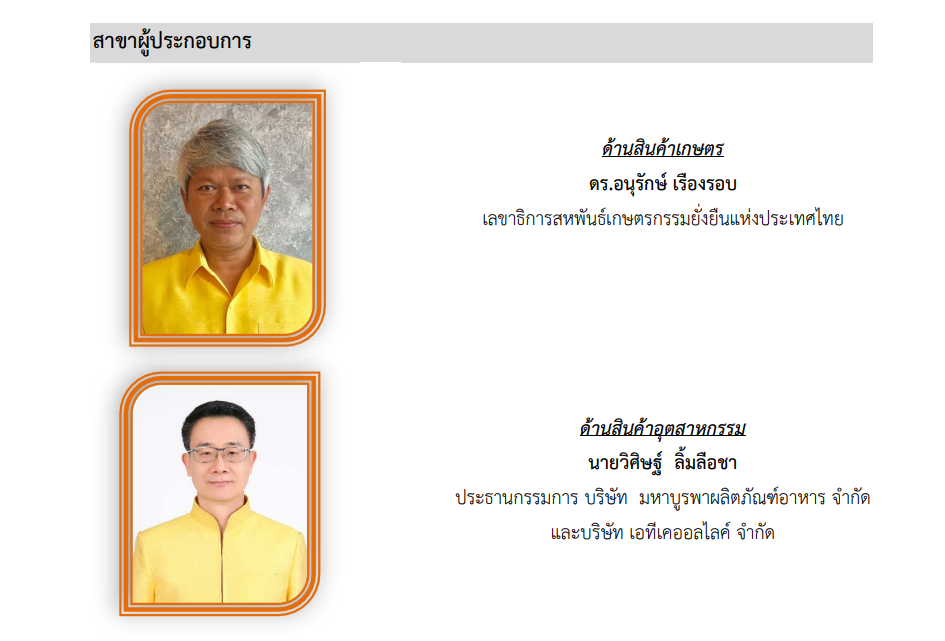 สาขาผู้ประกอบการ
ด้านสินค้าเกษตร
ดร.อนุรักษ์ เรืองรอบ
เลขาธิการสหพันธ์เกษตรกรรมยั่งยืนแห่งประเทศไทย
ด้านสินค้าอุตสาหกรรม
นายวิศิษฐ์ ลิ้มลือชา
ประธานกรรมการ บริษัท มหาบูรพาผลิตภัณฑ์อาหาร จำกัด
และบริษัท เอทีเคออลไลค์ จำกัด